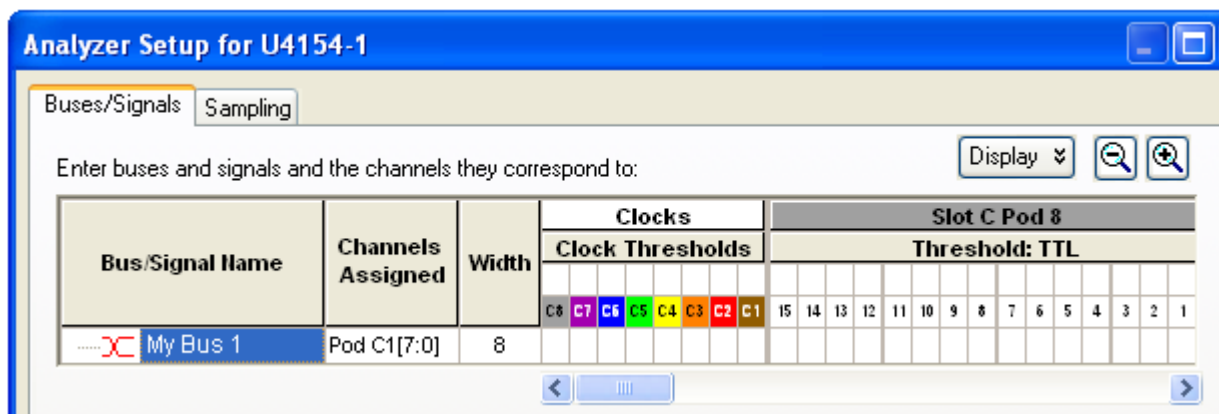 Analyzer Setup for U4154-1
Buses/Signals Sampling
Enter buses and signals and the channels they correspond to:
Display
Bus/Signal Name
Channels Assigned
Width
Clocks
Slot C Pod 8
Clock Thresholds
Threshold: TTL
C8 C7 C6 C5 C4 C3 C2 C1 15 14 13 12 11 10 9 8 7 6 5 4 3 2 1
My Bus 1 Pod C1[7:0] 8